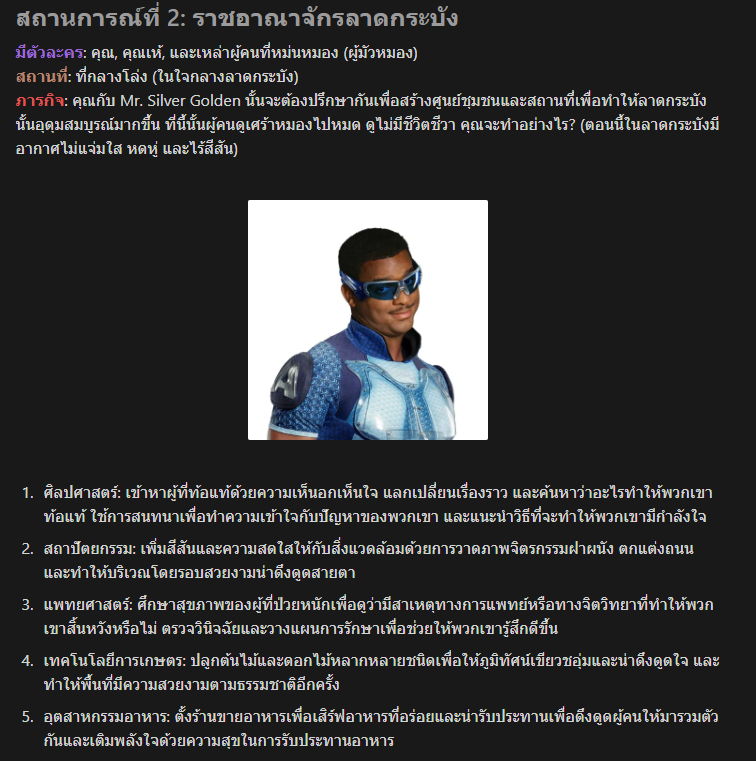 สถานการณ์ที่ 2: ราชอาณาจักรลาดกระบัง
มีตัวละคร: คุณ, คุณเห้, และเหล่าผู้คนที่หม่นหมอง (ผู้มัวหมอง)
สถานที่: ที่กลางโล่ง (ในใจกลางลาดกระบัง)
ภารกิจ: คุณกับ Mr. Silver Golden นั้นจะต้องปรึกษากันเพื่อสร้างศูนย์ชุมชนและสถานที่เพื่อทำให้ลาดกระบัง
นั้นอุดุมสมบูรณ์มากขึ้น ที่นี้นั้นผู้คนดูเศร้าหมองไปหมด ดูไม่มีชีวิตชีวา คุณจะทำอย่างไร? (ตอนนี้ในลาดกระบังมี
อากาศไม่แจ่มใส หดหู่ และไร้สีสัน)
A
1. ศิลปศาสตร์: เข้าหาผู้ที่ท้อแท้ด้วยความเห็นอกเห็นใจ แลกเปลี่ยนเรื่องราว และค้นหาว่าอะไรทำให้พวกเขา
ท้อแท้ ใช้การสนทนาเพื่อทำความเข้าใจกับปัญหาของพวกเขา และแนะนำวิธีที่จะทำให้พวกเขามีกำลังใจ
2. สถาปัตยกรรม: เพิ่มสีสันและความสดใสให้กับสิ่งแวดล้อมด้วยการวาดภาพจิตรกรรมฝาผนัง ตกแต่งถนน
และทำให้บริเวณโดยรอบสวยงามน่าดึงดูดสายตา
3. แพทยศาสตร์: ศึกษาสุขภาพของผู้ที่ป่วยหนักเพื่อดูว่ามีสาเหตุทางการแพทย์หรือทางจิตวิทยาที่ทำให้พวก
เขาสิ้นหวังหรือไม่ ตรวจวินิจฉัยและวางแผนการรักษาเพื่อช่วยให้พวกเขารู้สึกดีขึ้น
4. เทคโนโลยีการเกษตร: ปลูกต้นไม้และดอกไม้หลากหลายชนิดเพื่อให้ภูมิทัศน์เขียวชอุ่มและน่าดึงดูดใจ และ
ทำให้พื้นที่มีความสวยงามตามธรรมชาติอีกครั้ง
5. อุตสาหกรรมอาหาร: ตั้งร้านขายอาหารเพื่อเสิร์ฟอาหารที่อร่อยและน่ารับประทานเพื่อดึงดูดผู้คนให้มารวมตัว
กันและเติมพลังใจด้วยความสุขในการรับประทานอาหาร